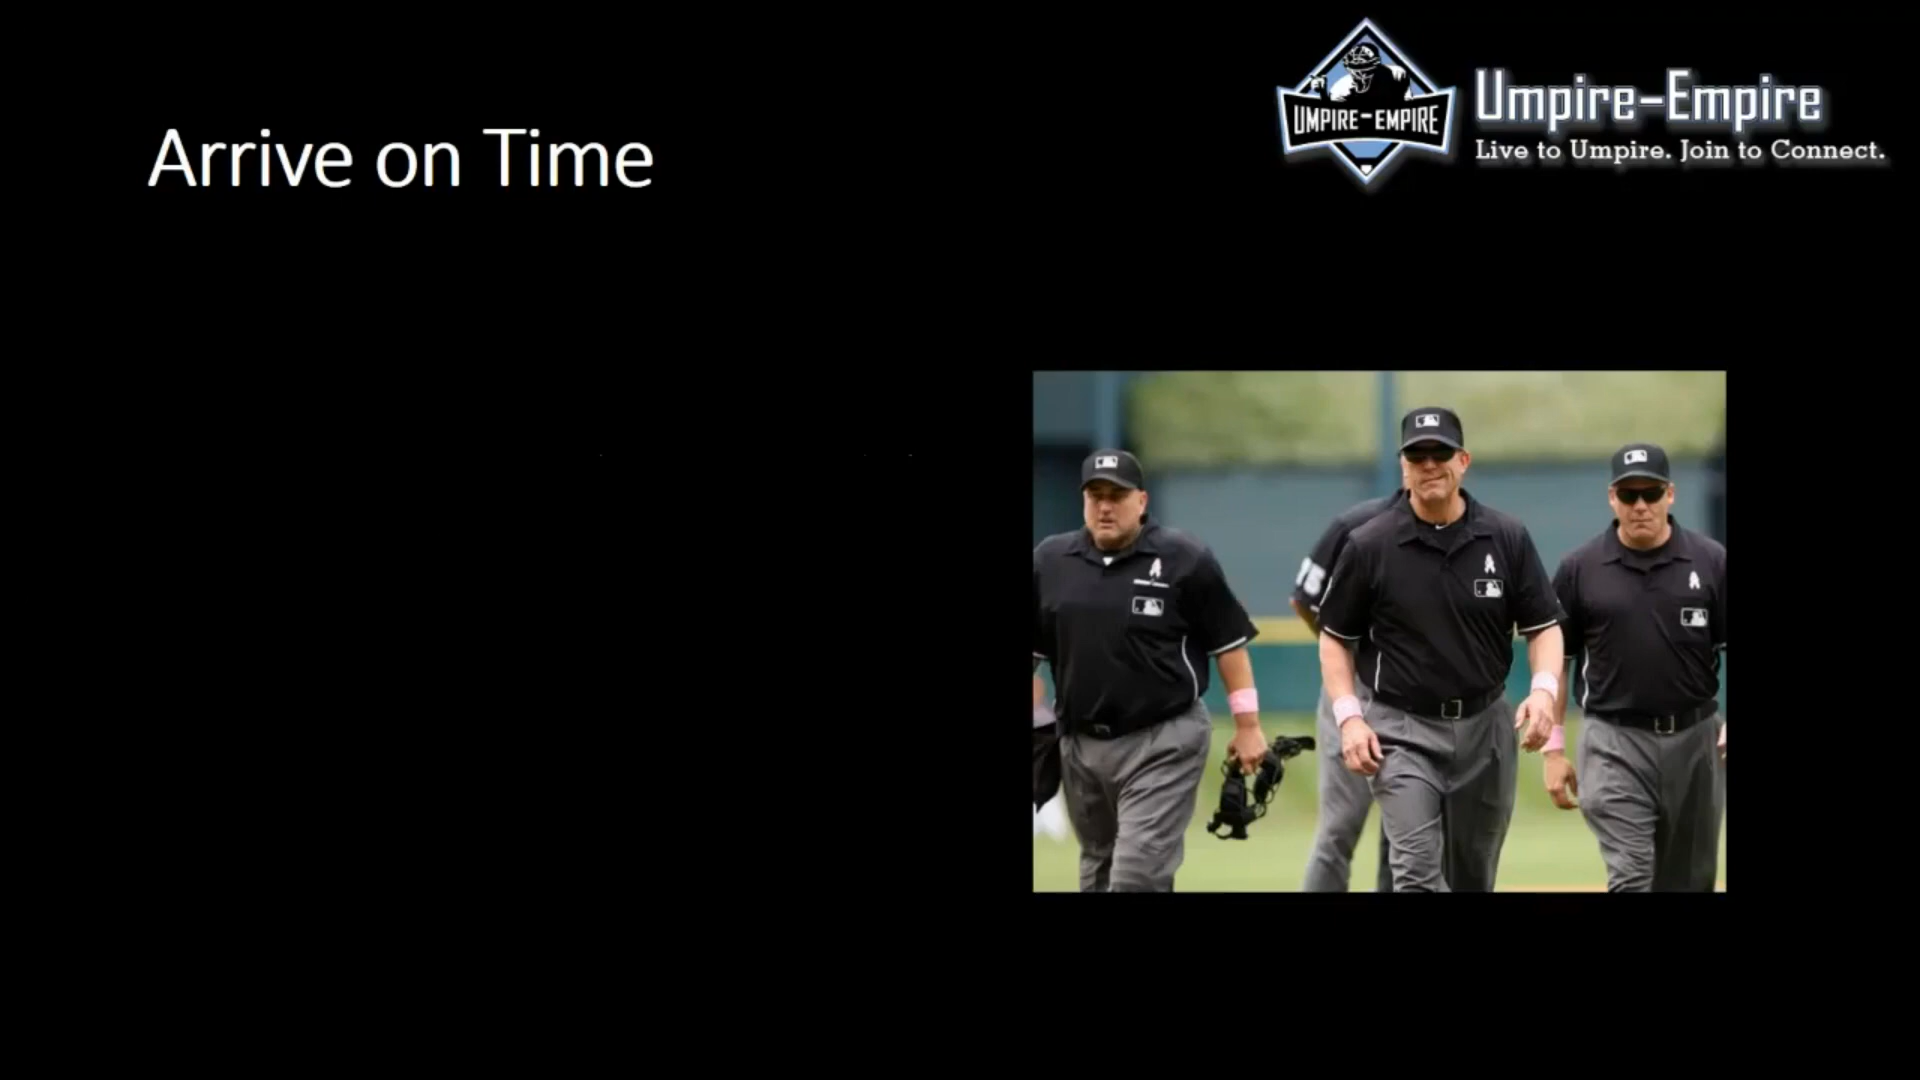 Arrive on Time
UMPIRE-EMPIRE
Umpire-Empire
Live to Umpire. Join to Connect.